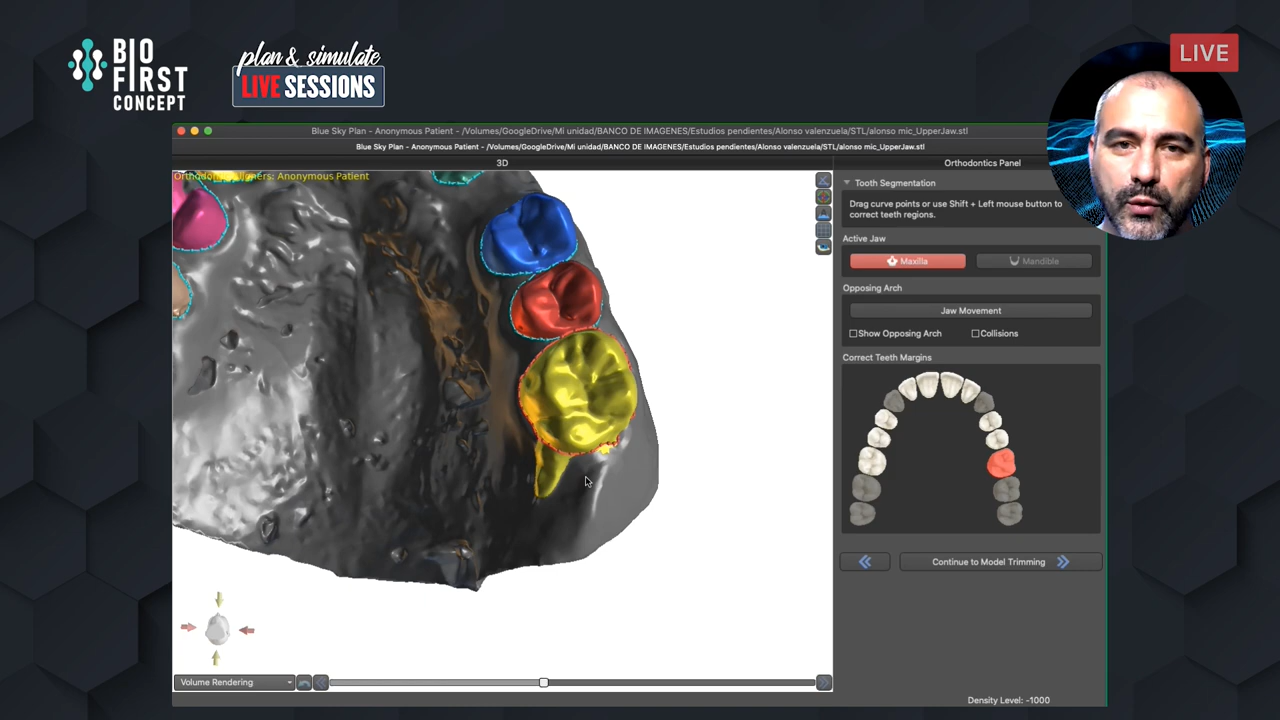 BIO
FIRST
CONCEPT
plan & simulate
LIVE SESSIONS
LIVE
Blue Sky Plan - Anonymous Patient - /Volumes/GoogleDrive/Mi unidad/BANCO DE IMAGENES/Estudios pendientes/Alonso valenzuela/STL/alonso mic_UpperJaw.stl
Blue Sky Plan - Anonymous Patient - /Volumes/GoogleDrive/Mi unidad/BANCO DE IMAGENES/Estudios pendientes/Alonso valenzuela/STL/alonso mic_UpperJaw.stl
3D
Orthodontics Panel
Anonymous Patient
Tooth Segmentation
Drag curve points or use Shift + Left mouse button to
correct teeth regions.
Active Jaw
Maxilla
Mandible
Opposing Arch
Jaw Movement
Show Opposing Arch
Collisions
Correct Teeth Margins
Continue to Model Trimming
Volume Rendering
Density Level: -1000